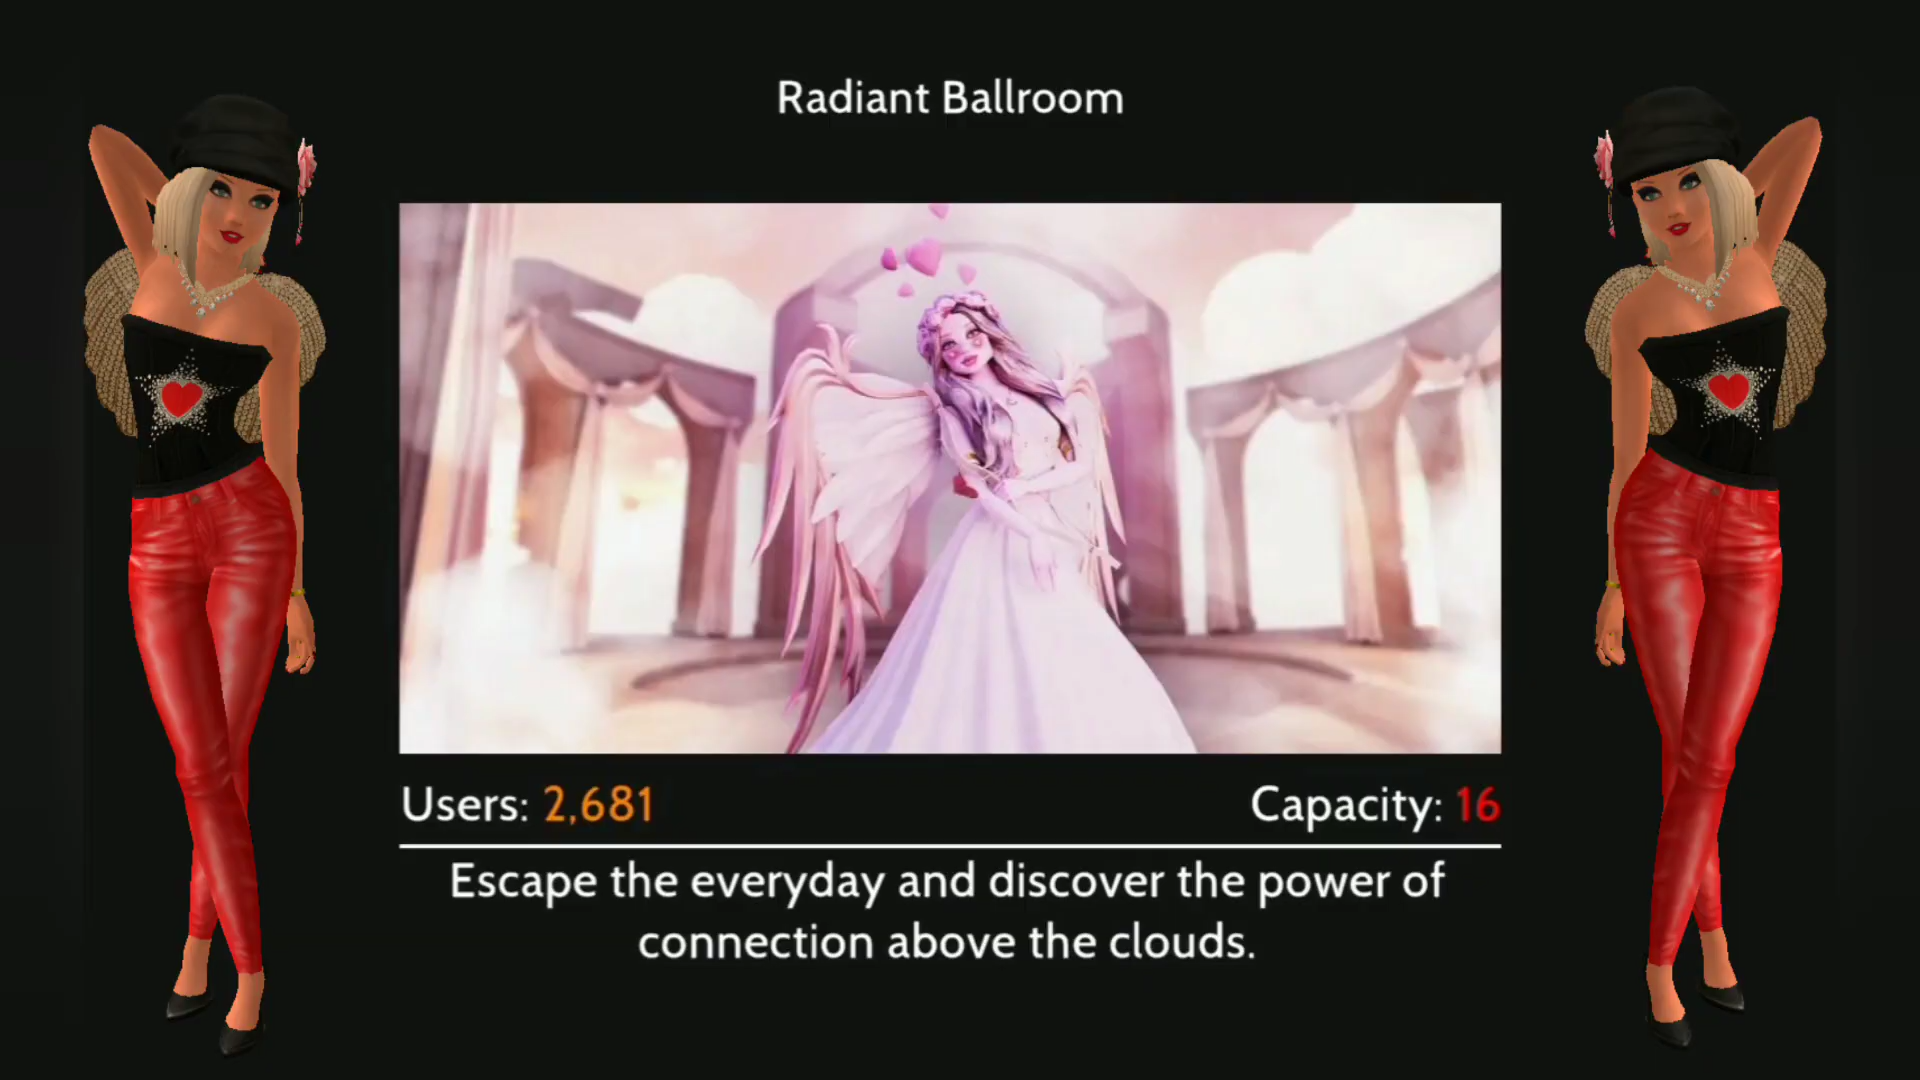 Radiant Ballroom
Users: 2,681
Capacity: 16
Escape the everyday and discover the power of
connection above the clouds.